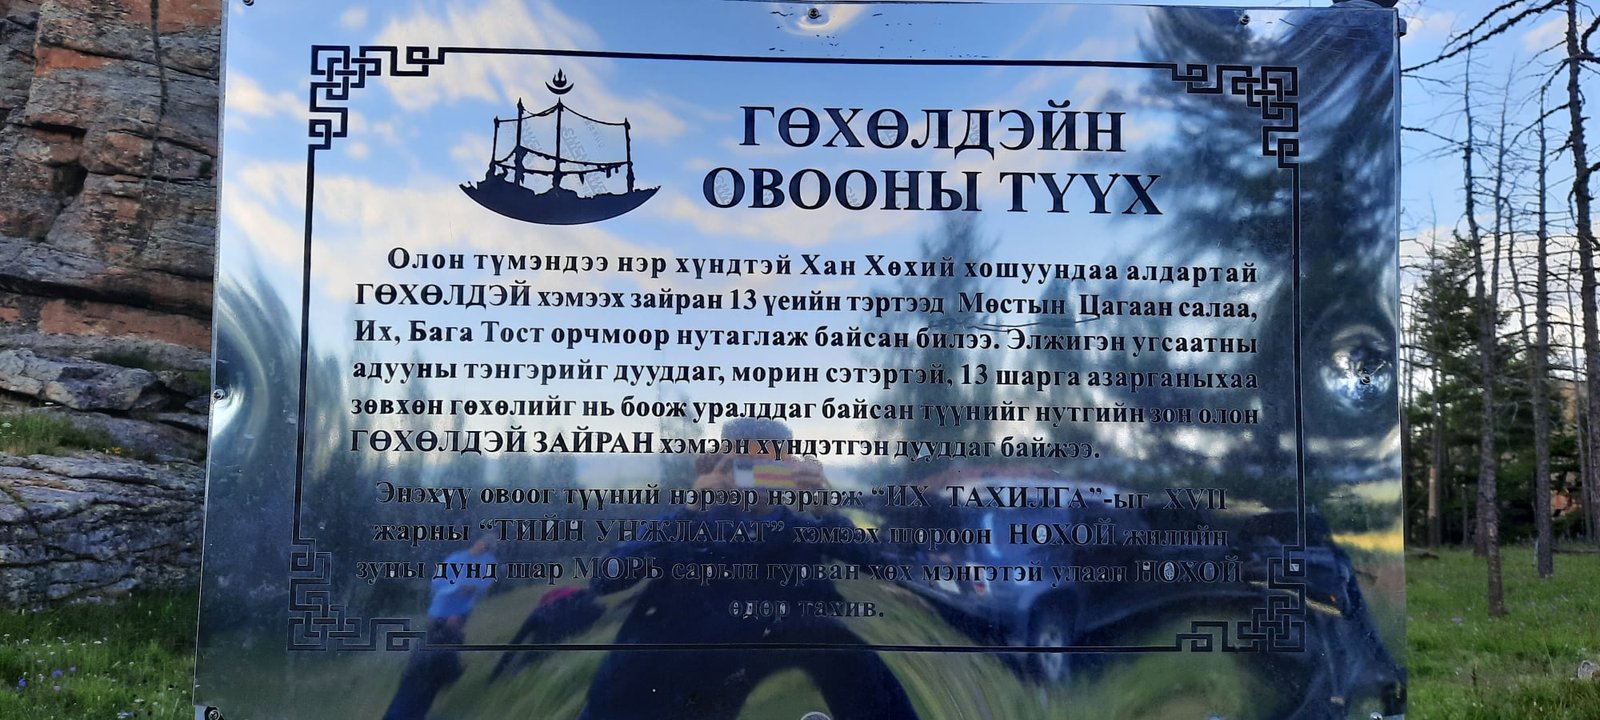 ГӨХӨЛДЭЙН
ОВООНЫ ТҮҮХ
Олон түмэндээ нэр хүндтэй Хан Хөхий хошуундаа алдартай
ГӨХӨЛДЭЙ хэмээх зайран 13 үеийн тэртээд Мөстын Цагаан салаа,
Их, Бага Тост орчмоор нутаглаж байсан билээ. Элжигэн угсаатны
адууны тэнгэрийг дууддаг, морин сэтэртэй, 13 шарга азарганыхаа
зөвхөн гөхөлийг нь боож уралддаг байсан түүнийг нутгийн зон олон
ГӨХӨЛДЭЙ ЗАЙРАН хэмээн хүндэтгэн дууддаг байжээ.
Энэхүү овоог түүний нэрээр нэрлэж “ИХ ТАХИЛГА”-ыг XVII
жарны “ТИЙН УНЖЛАГАТ” хэмээх шороон НОХОЙ жилийн
зуны дунд шар МОРЬ сарын гурван хөх мэнгэтэй улаан НОХОЙ
өдөр тахив.